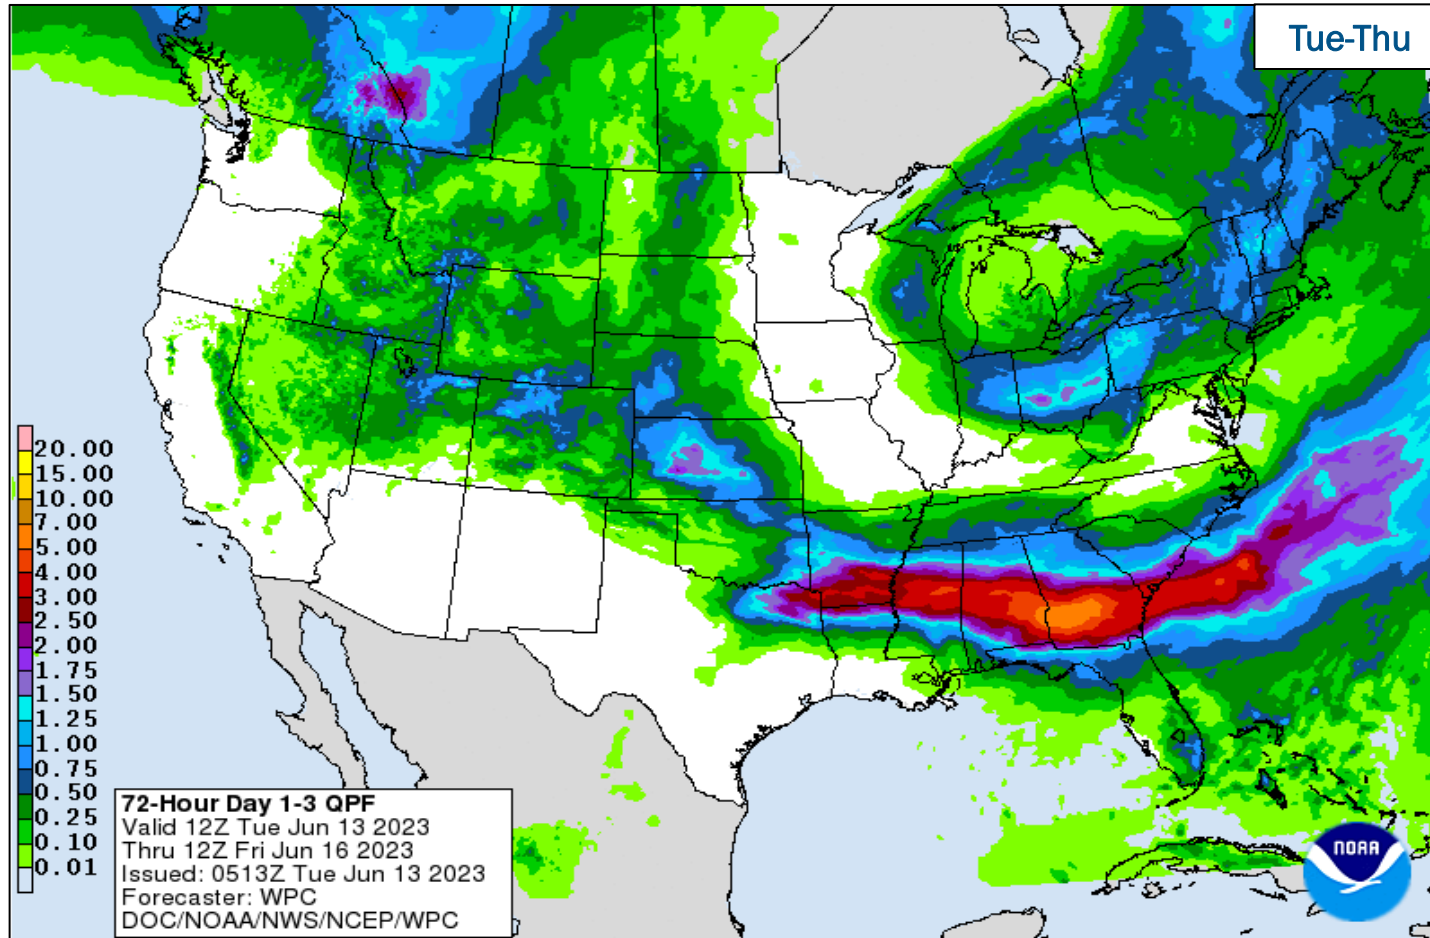 Tue-Thu
20.00
15.00
10.00
7.00
5.00
4.00
3.00
2.50
2.00
1.75
1.50
1.25
1.00
0.75
0.50
0.25
0.10
0.01
72-Hour Day 1-3 QPF
Valid 12Z Tue Jun 13 2023
Thru 12Z Fri Jun 16 2023
Issued: 0513Z Tue Jun 13 2023
Forecaster: WPC
DOC/NOAA/NWS/NCEP/WPC
NOAA